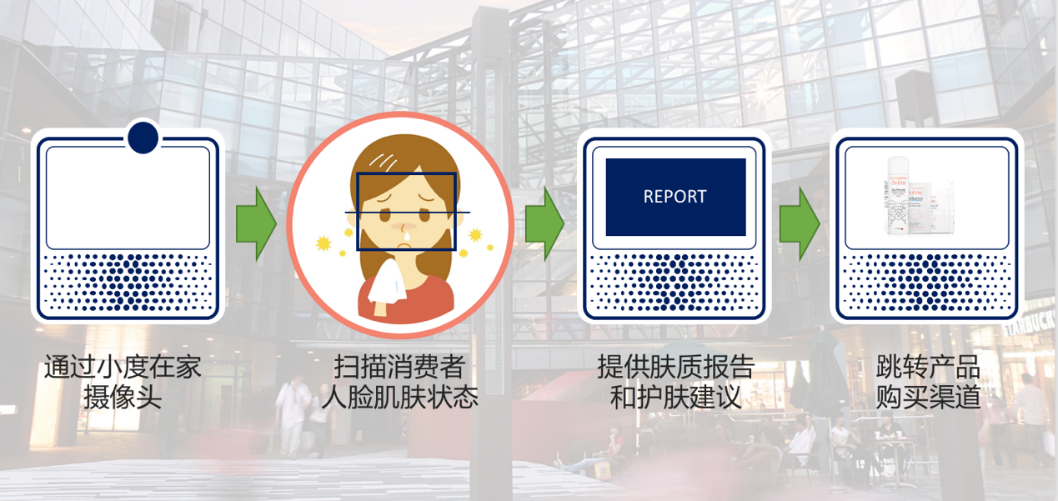 REPORT
Avène
STARBUCK
通过小度在家
摄像头
扫描消费者
人脸肌肤状态
提供肤质报告
和护肤建议
跳转产品
购买渠道